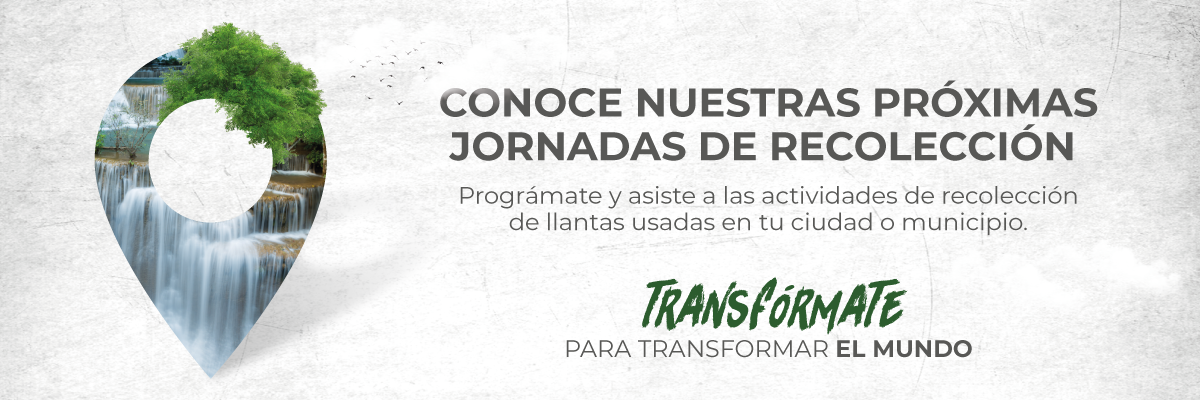 CONOCE NUESTRAS PRÓXIMAS
JORNADAS DE RECOLECCIÓN
Prográmate y asiste a las actividades de recolección
de llantas usadas en tu ciudad o municipio.
TRANSFÓRMATE
PARA TRANSFORMAR EL MUNDO